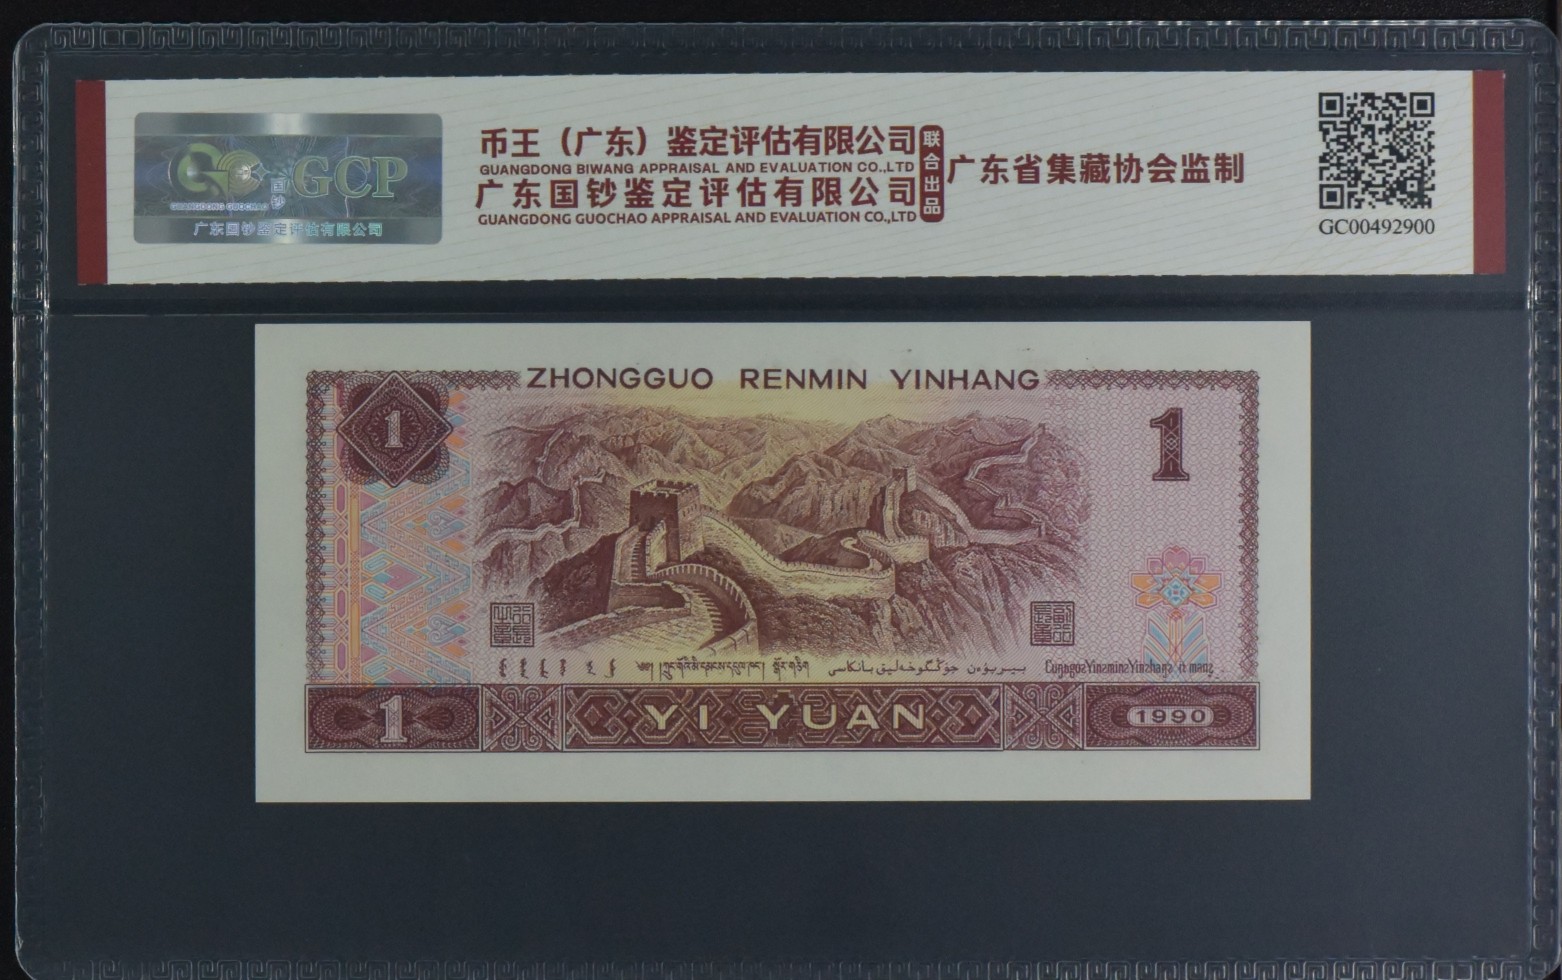 GCP
国钞
GUANGDONG GUOCHAO
广东国钞鉴定评估有限公司
币王（广东）鉴定评估有限公司
GUANGDONG BIWANG APPRAISAL AND EVALUATION CO.,LTD
广东国钞鉴定评估有限公司
GUANGDONG GUOCHAO APPRAISAL AND EVALUATION CO.,LTD
联合出品
广东省集藏协会监制
GC00492900
ZHONGGUO RENMIN YINHANG
1
1
1 YI YUAN 1990